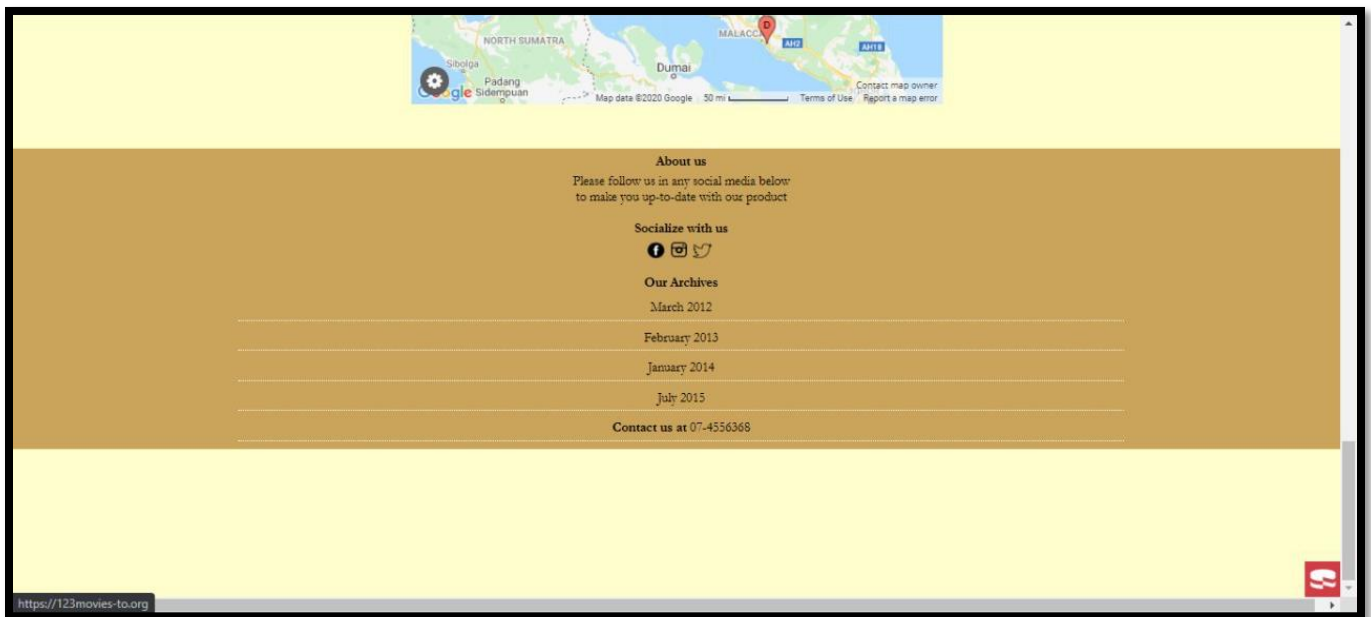 NORTH SUMATRA
MALACCA
AH2
AH18
Sibolga
Dumai
Padang
Sidempuan
Contact map owner
Google
Map data ©2020 Google 50 mi Terms of Use Report a map error
D
About us
Please follow us in any social media below
to make you up-to-date with our product
Socialize with us
Our Archives
March 2012
February 2013
January 2014
July 2015
Contact us at 07-4556368
https://123movies-to.org